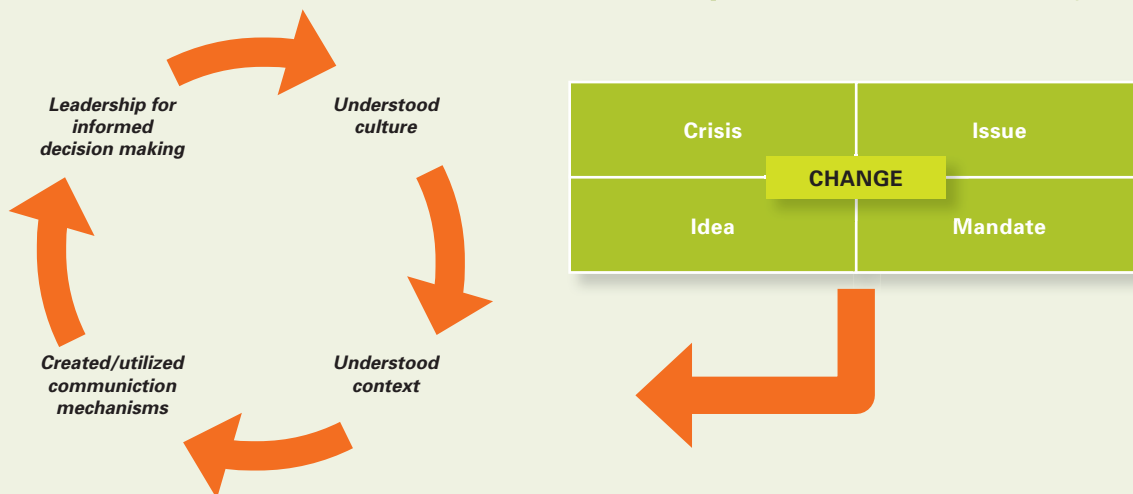 Leadership for
informed
decision making
Understood
culture
Understood
context
Created/utilized
communiction
mechanisms
Crisis
Issue
CHANGE
Idea
Mandate